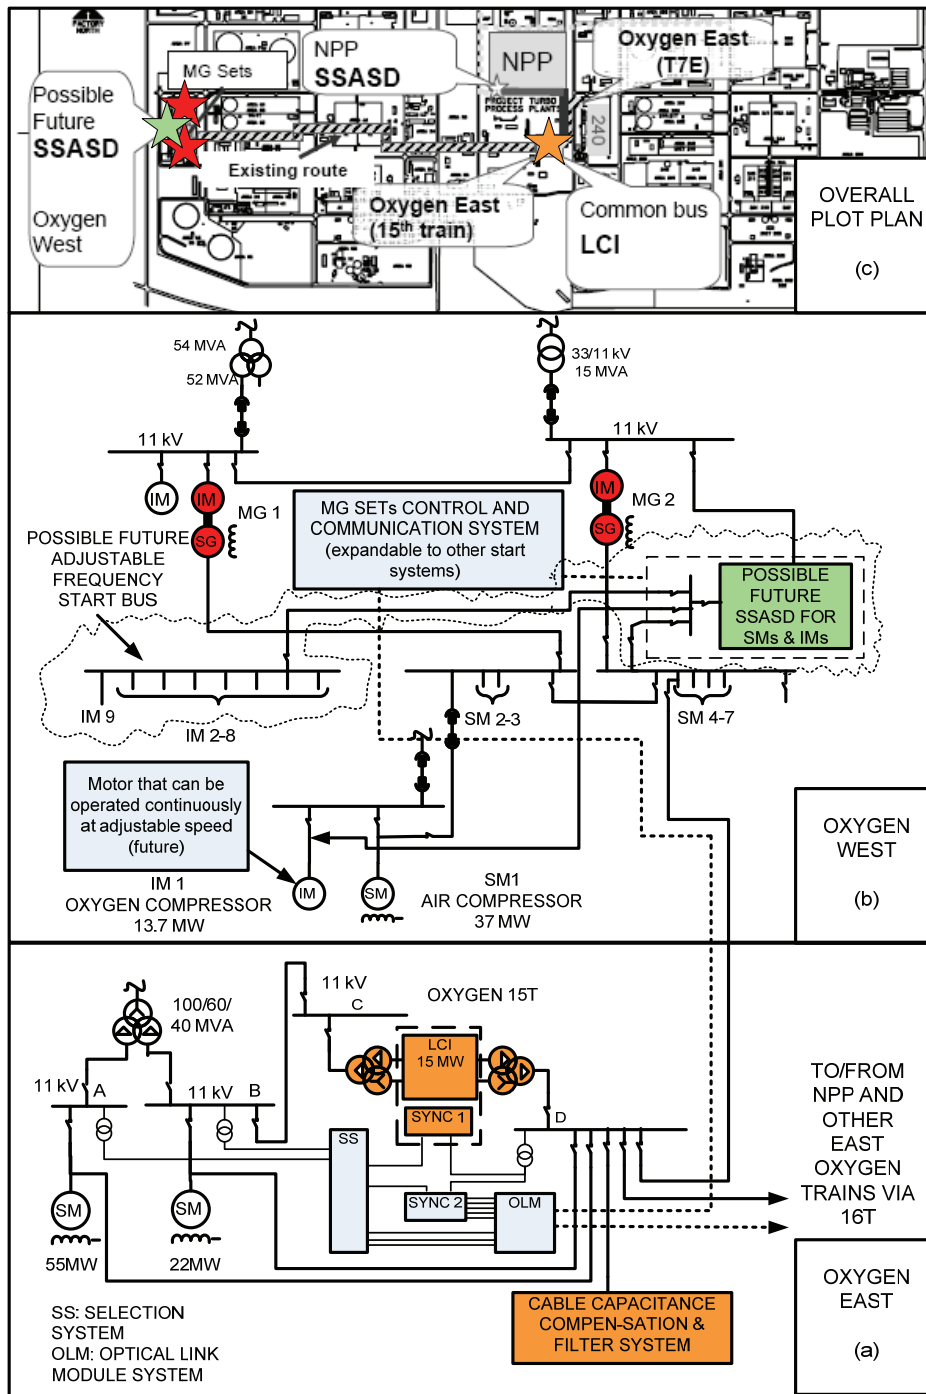 FACTORY
NORTH
MG Sets
NPP
SSASD
NPP
Oxygen East
(T7E)
Possible
Future
SSASD
Oxygen
West
PROJECT TURBO
PROCESS PLANTS
240
Existing route
Oxygen East
(15th train)
Common bus
LCI
OVERALL
PLOT PLAN
(c)
54 MVA
52 MVA
33/11 kV
15 MVA
11 kV
11 kV
IM
IM
MG 1
SG
IM
MG 2
SG
MG SETs CONTROL AND
COMMUNICATION SYSTEM
(expandable to other start
systems)
POSSIBLE FUTURE
ADJUSTABLE
FREQUENCY
START BUS
POSSIBLE
FUTURE
SSASD FOR
SMs & IMs
IM 9
IM 2-8
SM 2-3
SM 4-7
Motor that can be
operated continuously
at adjustable speed
(future)
IM
SM
IM 1
OXYGEN COMPRESSOR
13.7 MW
SM1
AIR COMPRESSOR
37 MW
OXYGEN
WEST
(b)
100/60/
40 MVA
11 kV
A
11 kV
B
11 kV
C
OXYGEN 15T
LCI
15 MW
SYNC 1
D
SS
SYNC 2
OLM
SM
SM
55MW
22MW
TO/FROM
NPP AND
OTHER
EAST
OXYGEN
TRAINS VIA
16T
CABLE CAPACITANCE
COMPEN-SATION &
FILTER SYSTEM
SS: SELECTION
SYSTEM
OLM: OPTICAL LINK
MODULE SYSTEM
OXYGEN
EAST
(a)